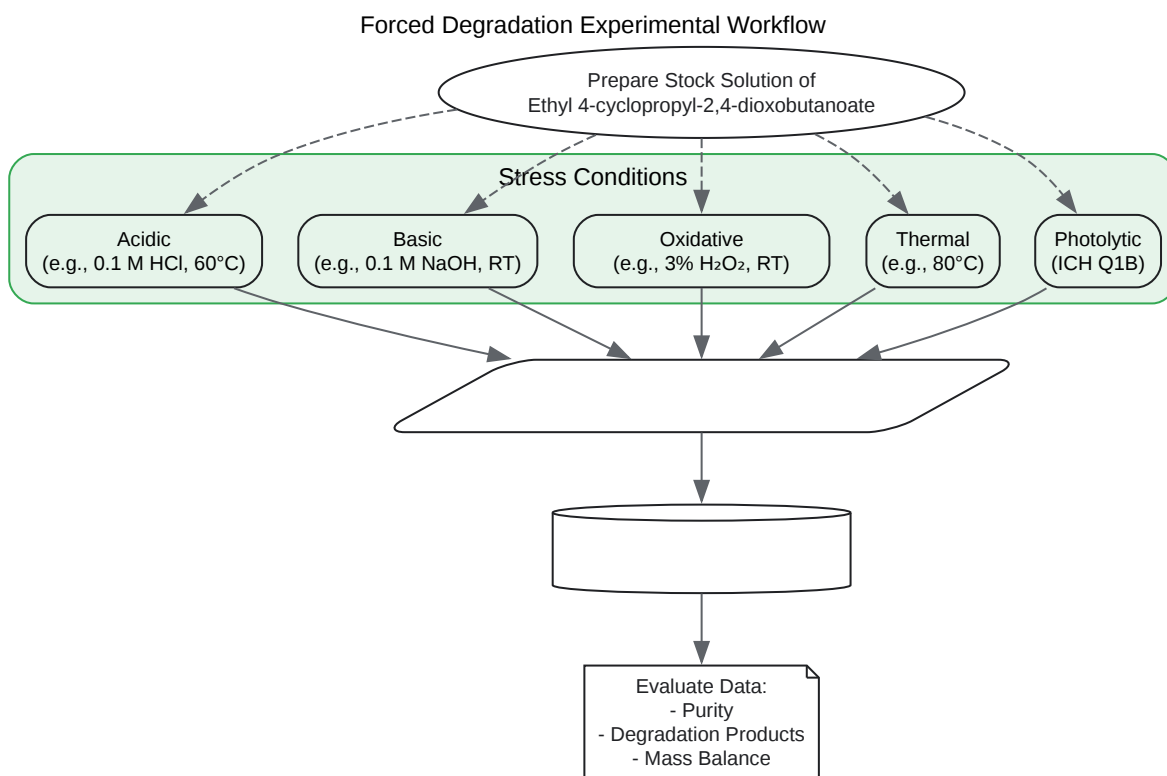 Forced Degradation Experimental Workflow
Prepare Stock Solution of
Ethyl 4-cyclopropyl-2,4-dioxobutanoate
Stress Conditions
Acidic
(e.g., 0.1 M HCl, 60°C)
Basic
(e.g., 0.1 M NaOH, RT)
Oxidative
(e.g., 3% H₂O₂, RT)
Thermal
(e.g., 80°C)
Photolytic
(ICH Q1B)
Evaluate Data:
- Purity
- Degradation Products
- Mass Balance